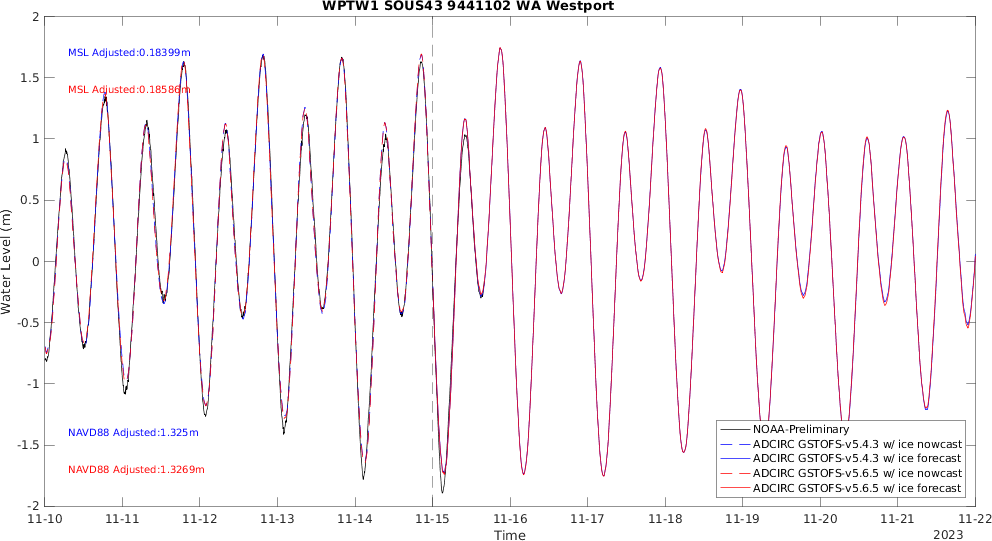 WPTW1 SOUS43 9441102 WA Westport
2
1.5
1
0.5
0
-0.5
-1
-1.5
-2
Water Level (m)
MSL Adjusted:0.18399m
MSL Adjusted:0.18586m
NAVD88 Adjusted:1.325m
NAVD88 Adjusted:1.3269m
NOAA-Preliminary
ADCIRC GSTOFS-v5.4.3 w/ ice nowcast
ADCIRC GSTOFS-v5.4.3 w/ ice forecast
ADCIRC GSTOFS-v5.6.5 w/ ice nowcast
ADCIRC GSTOFS-v5.6.5 w/ ice forecast
11-10 11-11 11-12 11-13 11-14 11-15 11-16 11-17 11-18 11-19 11-20 11-21 11-22
Time
2023